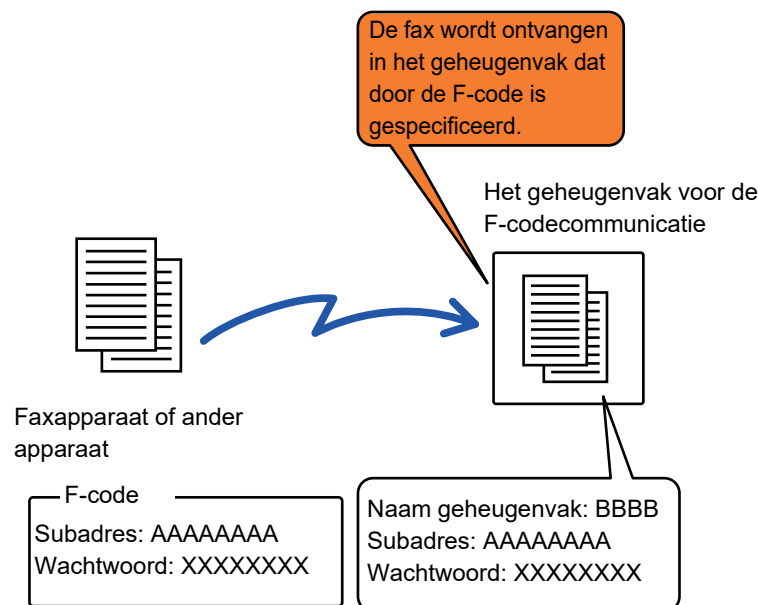 De fax wordt ontvangen
in het geheugenvak dat
door de F-code is
gespecificeerd.
Het geheugenvak voor de
F-codecommunicatie
Faxapparaat of ander
apparaat
F-code
Subadres: AAAAAAAA
Wachtwoord: XXXXXXXX
Naam geheugenvak: BBBB
Subadres: AAAAAAAA
Wachtwoord: XXXXXXXX